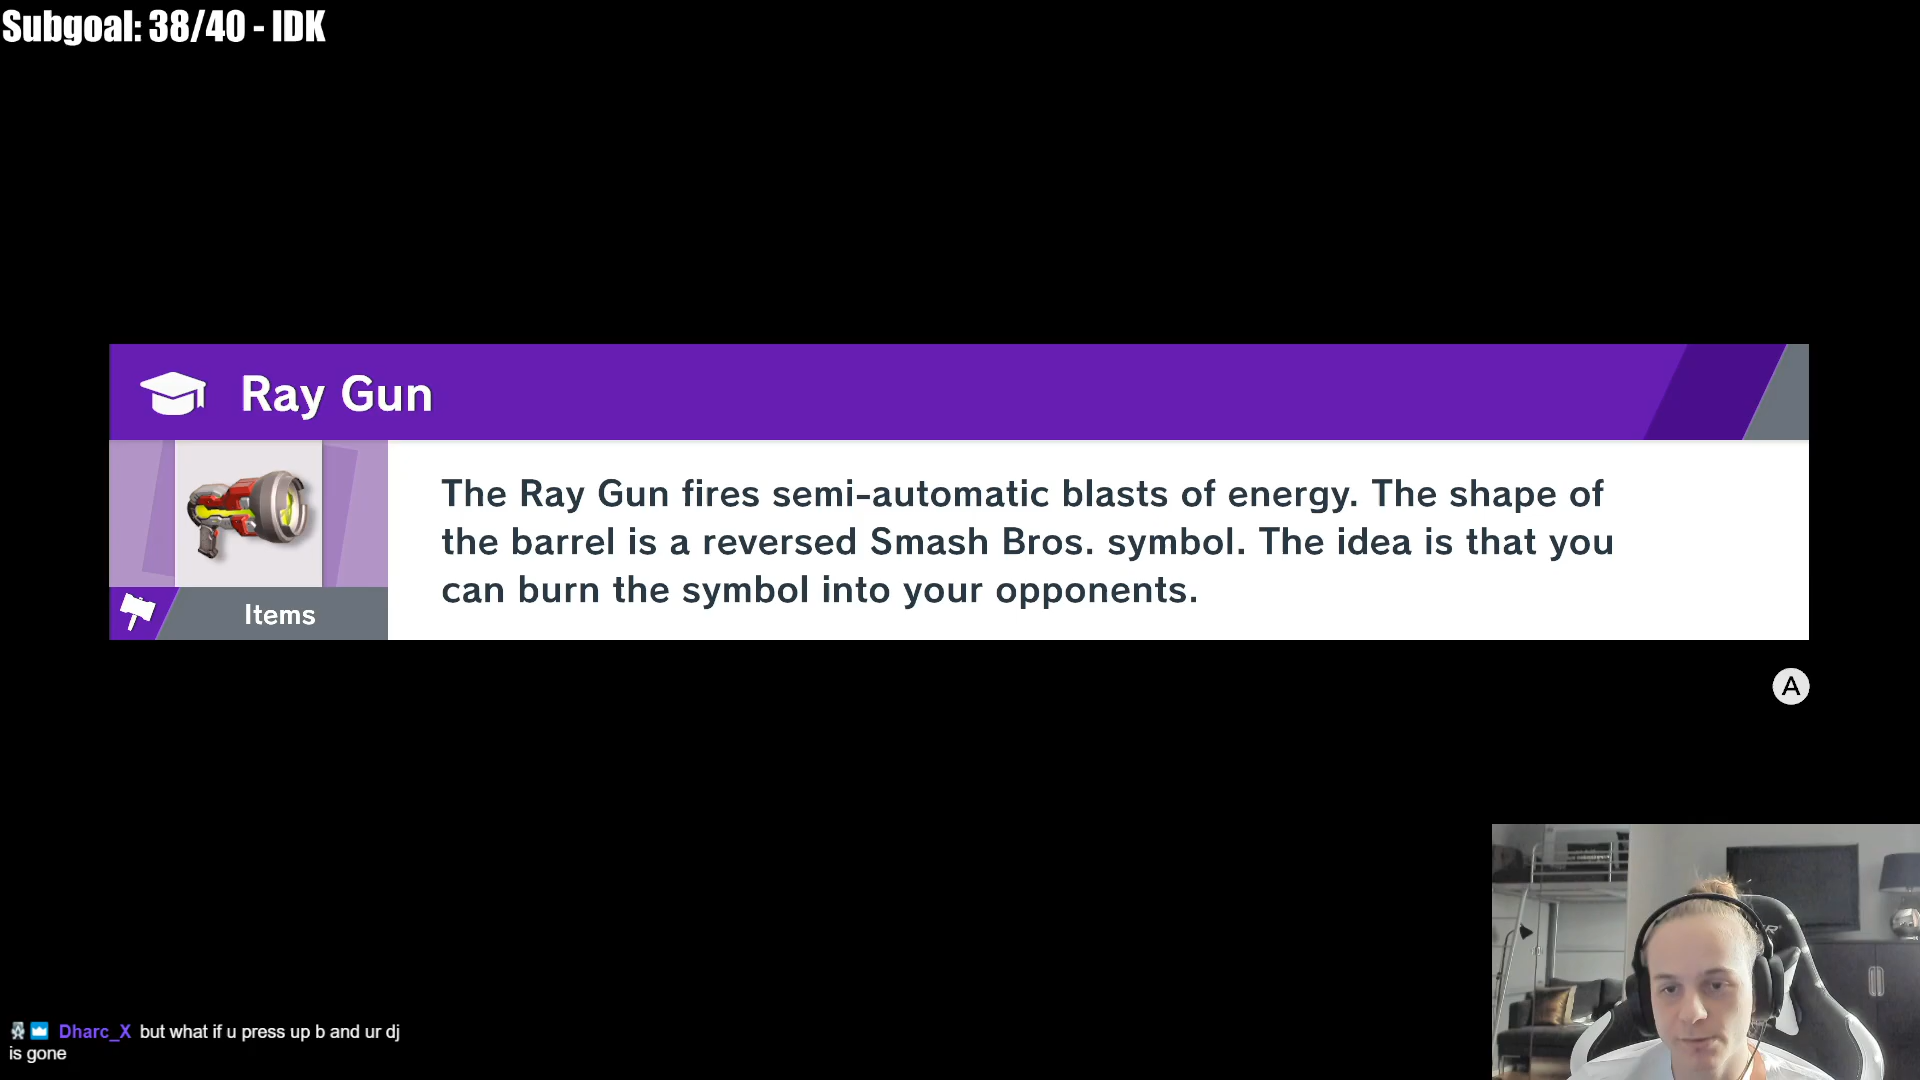 Subgoal: 38/40 - IDK
Ray Gun
The Ray Gun fires semi-automatic blasts of energy. The shape of
the barrel is a reversed Smash Bros. symbol. The idea is that you
can burn the symbol into your opponents.
Items
A
Dharc_X but what if u press up b and ur dj
is gone